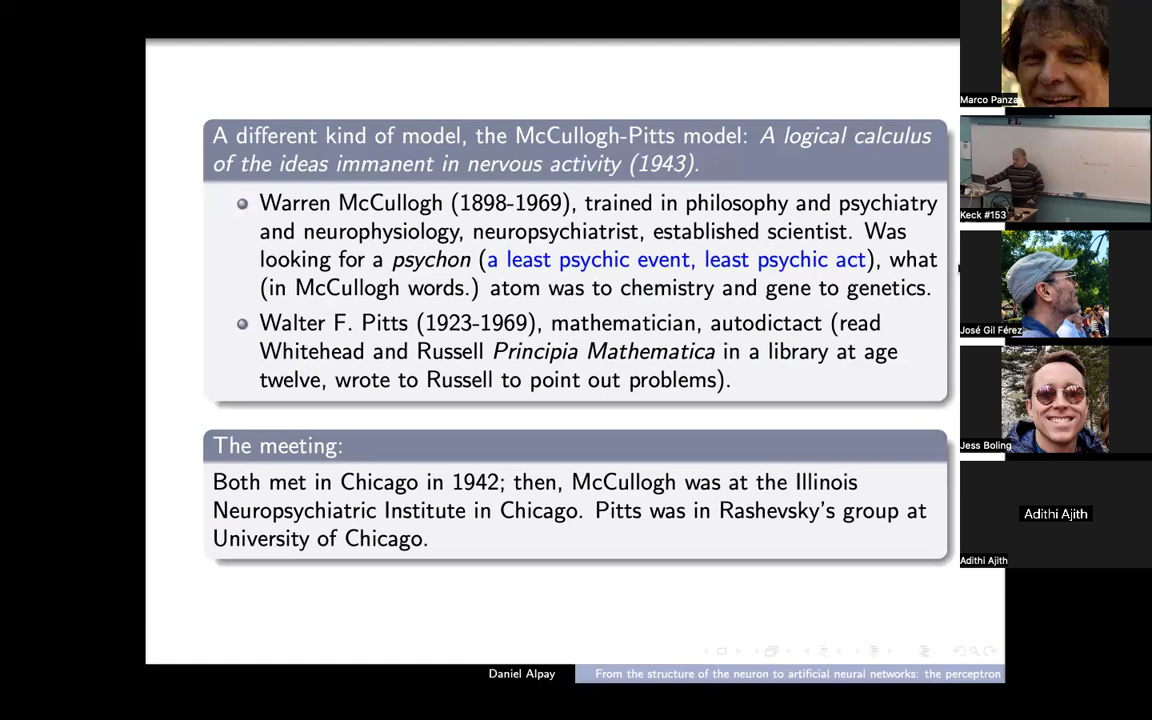 A different kind of model, the McCullogh-Pitts model: A logical calculus
of the ideas immanent in nervous activity (1943).
Warren McCullogh (1898-1969), trained in philosophy and psychiatry
and neurophysiology, neuropsychiatrist, established scientist. Was
looking for a psychon (a least psychic event, least psychic act), what
(in McCullogh words.) atom was to chemistry and gene to genetics.
Walter F. Pitts (1923-1969), mathematician, autodictact (read
Whitehead and Russell Principia Mathematica in a library at age
twelve, wrote to Russell to point out problems).
The meeting:
Both met in Chicago in 1942; then, McCullogh was at the Illinois
Neuropsychiatric Institute in Chicago. Pitts was in Rashevsky's group at
University of Chicago.
Daniel Alpay
From the structure of the neuron to artificial neural networks: the perceptron
Marco Panza
Keck #153
José Gil Férez
Jess Boling
Adithi Ajith
Adithi Ajith